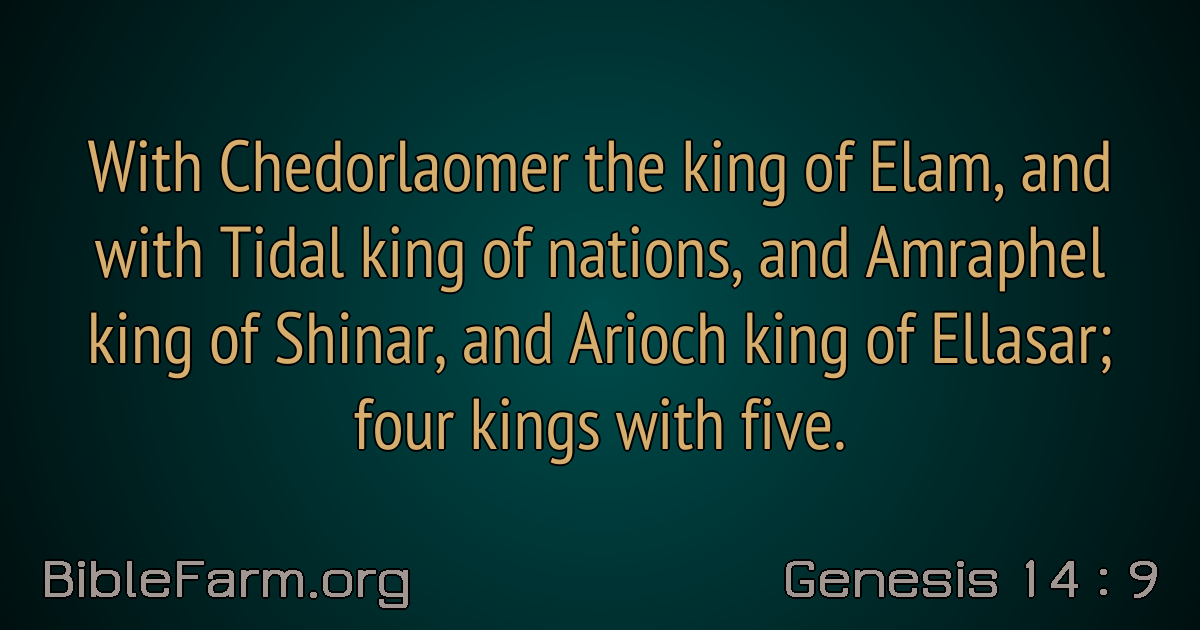 With Chedorlaomer the king of Elam, and
with Tidal king of nations, and Amraphel
king of Shinar, and Arioch king of Ellasar;
four kings with five.
BibleFarm.org
Genesis 14 : 9